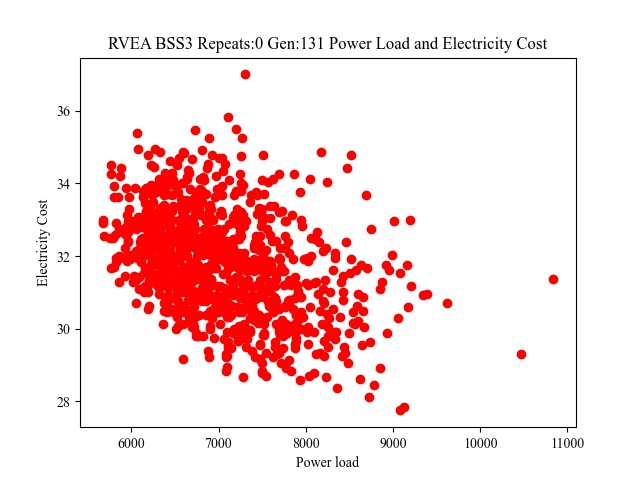 RVEA BSS3 Repeats:0 Gen:131 Power Load and Electricity Cost
36
34
32
30
28
Electricity Cost
6000 7000 8000 9000 10000 11000
Power load